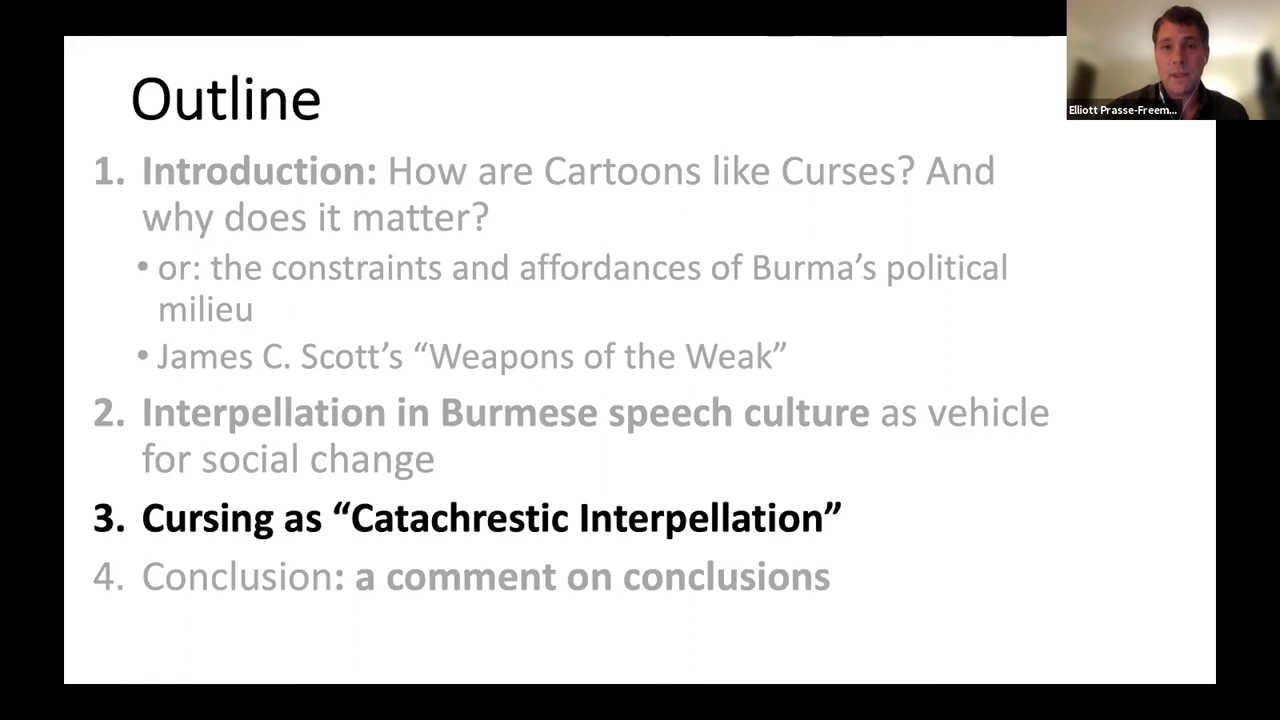 Outline
Elliott Prasse-Freem...
1. Introduction: How are Cartoons like Curses? And
why does it matter?
• or: the constraints and affordances of Burma’s political
milieu
• James C. Scott’s “Weapons of the Weak”
2. Interpellation in Burmese speech culture as vehicle
for social change
3. Cursing as “Catachrestic Interpellation”
4. Conclusion: a comment on conclusions